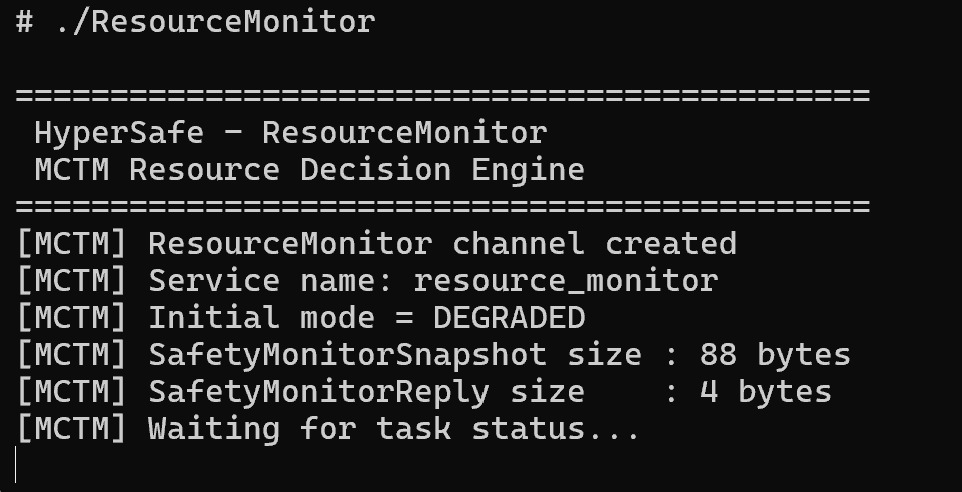 # ./ResourceMonitor
=============================================
HyperSafe - ResourceMonitor
MCTM Resource Decision Engine
=============================================
[MCTM] ResourceMonitor channel created
[MCTM] Service name: resource_monitor
[MCTM] Initial mode = DEGRADED
[MCTM] SafetyMonitorSnapshot size : 88 bytes
[MCTM] SafetyMonitorReply size    : 4 bytes
[MCTM] Waiting for task status...